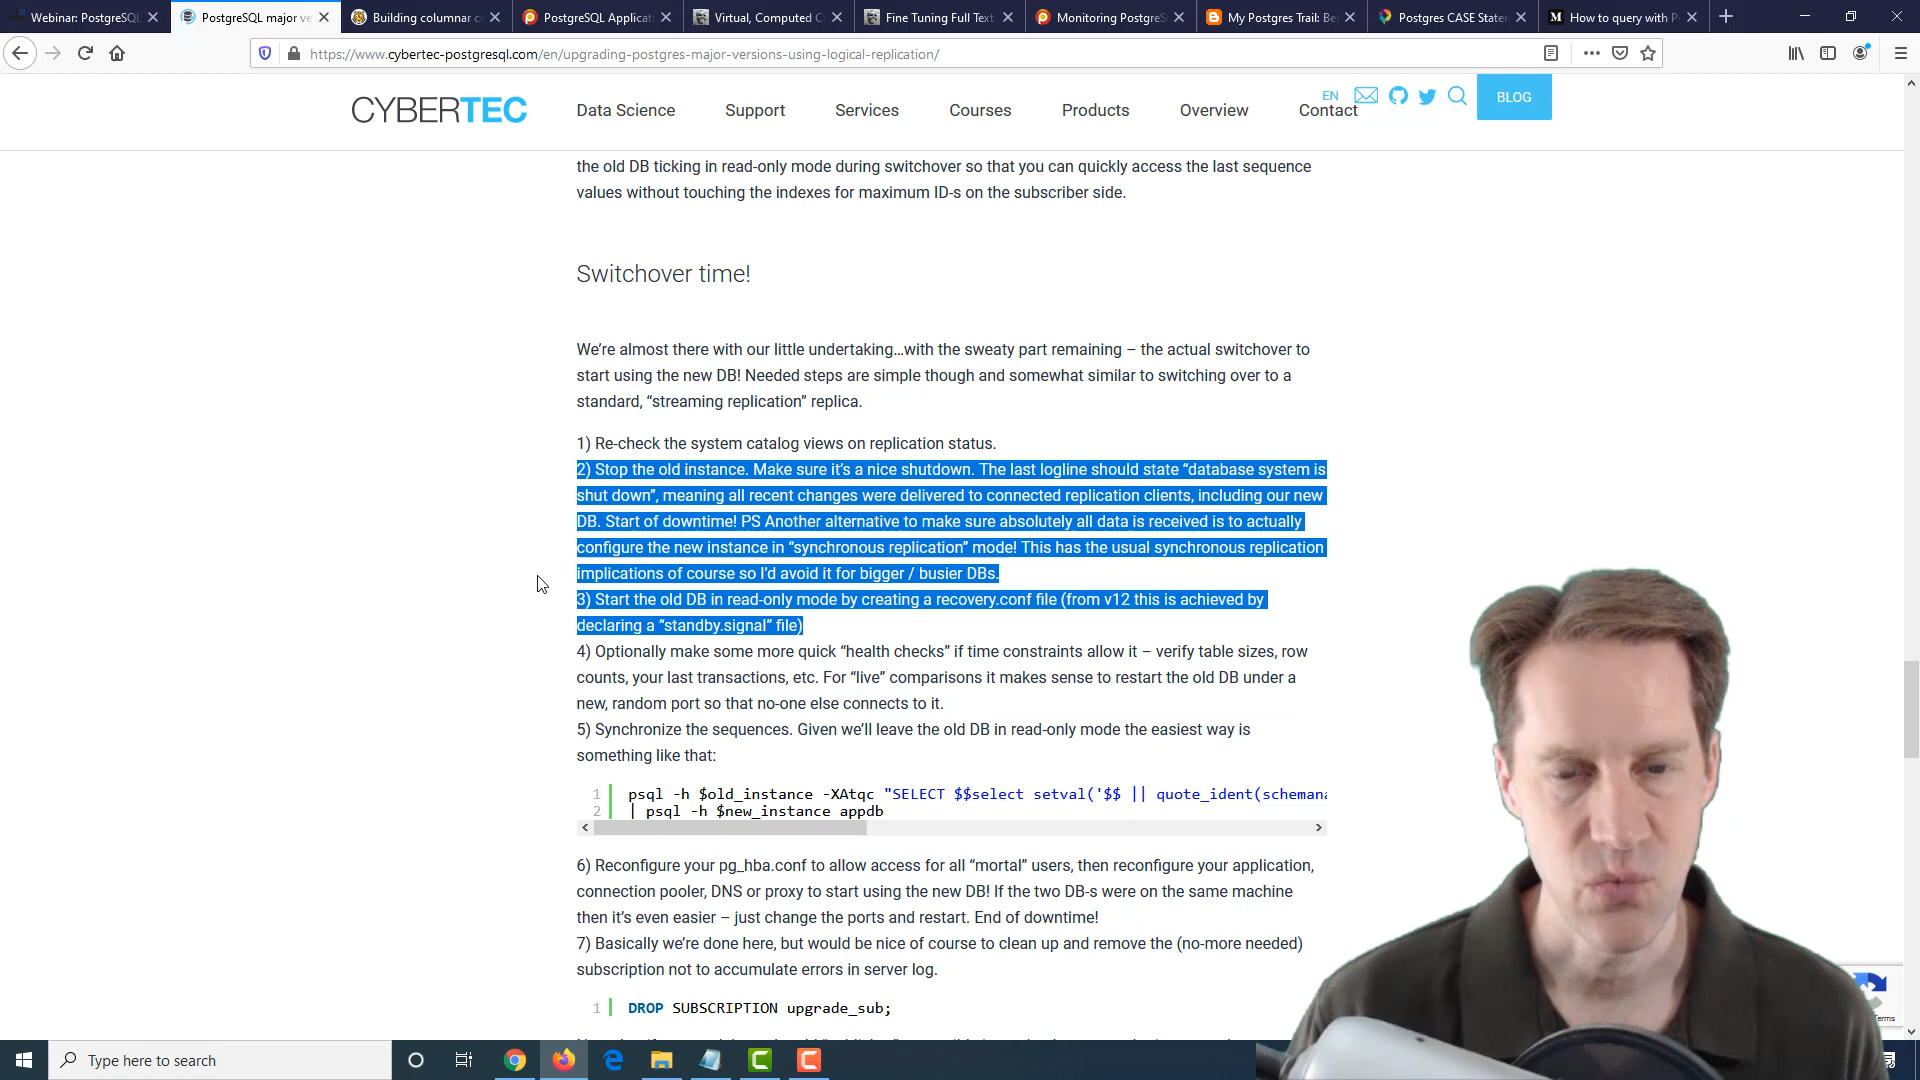 Webinar: PostgreSQL
PostgreSQL major ve
Building columnar c
PostgreSQL Applicat
Virtual, Computed C
Fine Tuning Full Text
Monitoring PostgreS
My Postgres Trail: Be
Postgres CASE State
How to query with P
https://www.cybertec-postgresql.com/en/upgrading-postgres-major-versions-using-logical-replication/
CYBERTEC
Data Science
Support
Services
Courses
Products
Overview
Contact
EN
BLOG
the old DB ticking in read-only mode during switchover so that you can quickly access the last sequence
values without touching the indexes for maximum ID-s on the subscriber side.
Switchover time!
We’re almost there with our little undertaking…with the sweaty part remaining – the actual switchover to
start using the new DB! Needed steps are simple though and somewhat similar to switching over to a
standard, “streaming replication” replica.
1) Re-check the system catalog views on replication status.
2) Stop the old instance. Make sure it’s a nice shutdown. The last logline should state “database system is
shut down”, meaning all recent changes were delivered to connected replication clients, including our new
DB. Start of downtime! PS Another alternative to make sure absolutely all data is received is to actually
configure the new instance in “synchronous replication” mode! This has the usual synchronous replication
implications of course so I’d avoid it for bigger / busier DBs.
3) Start the old DB in read-only mode by creating a recovery.conf file (from v12 this is achieved by
declaring a “standby.signal” file)
4) Optionally make some more quick “health checks” if time constraints allow it – verify table sizes, row
counts, your last transactions, etc. For “live” comparisons it makes sense to restart the old DB under a
new, random port so that no-one else connects to it.
5) Synchronize the sequences. Given we’ll leave the old DB in read-only mode the easiest way is
something like that:
1 psql -h $old_instance -XAtqc "SELECT $$select setval('$$ || quote_ident(schemana
2 | psql -h $new_instance appdb
6) Reconfigure your pg_hba.conf to allow access for all “mortal” users, then reconfigure your application,
connection pooler, DNS or proxy to start using the new DB! If the two DB-s were on the same machine
then it’s even easier – just change the ports and restart. End of downtime!
7) Basically we’re done here, but would be nice of course to clean up and remove the (no-more needed)
subscription not to accumulate errors in server log.
1 DROP SUBSCRIPTION upgrade_sub;
Terms
Type here to search